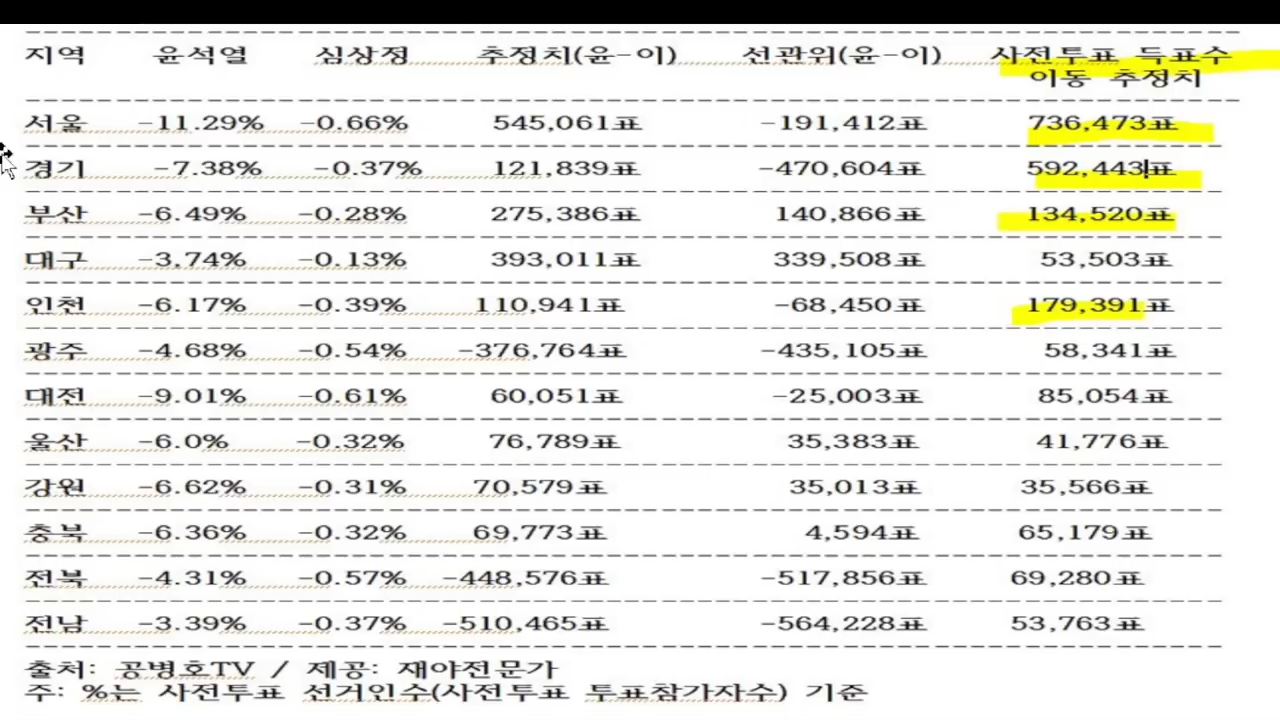 지역 윤석열 심상정 추정치(윤-이) 선관위(윤-이) 사전투표 득표수
이동 추정치
서울 -11.29% -0.66% 545,061표 -191,412표 736,473표
경기 -7.38% -0.37% 121,839표 -470,604표 592,443표
부산 -6.49% -0.28% 275,386표 140,866표 134,520표
대구 -3.74% -0.13% 393,011표 339,508표 53,503표
인천 -6.17% -0.39% 110,941표 -68,450표 179,391표
광주 -4.68% -0.54% -376,764표 -435,105표 58,341표
대전 -9.01% -0.61% 60,051표 -25,003표 85,054표
울산 -6.0% -0.32% 76,789표 35,383표 41,776표
강원 -6.62% -0.31% 70,579표 35,013표 35,566표
충북 -6.36% -0.32% 69,773표 4,594표 65,179표
전북 -4.31% -0.57% -448,576표 -517,856표 69,280표
전남 -3.39% -0.37% -510,465표 -564,228표 53,763표
출처: 공병호TV / 제공: 재야전문가
주: %는 사전투표 선거인수(사전투표 투표참가자수) 기준